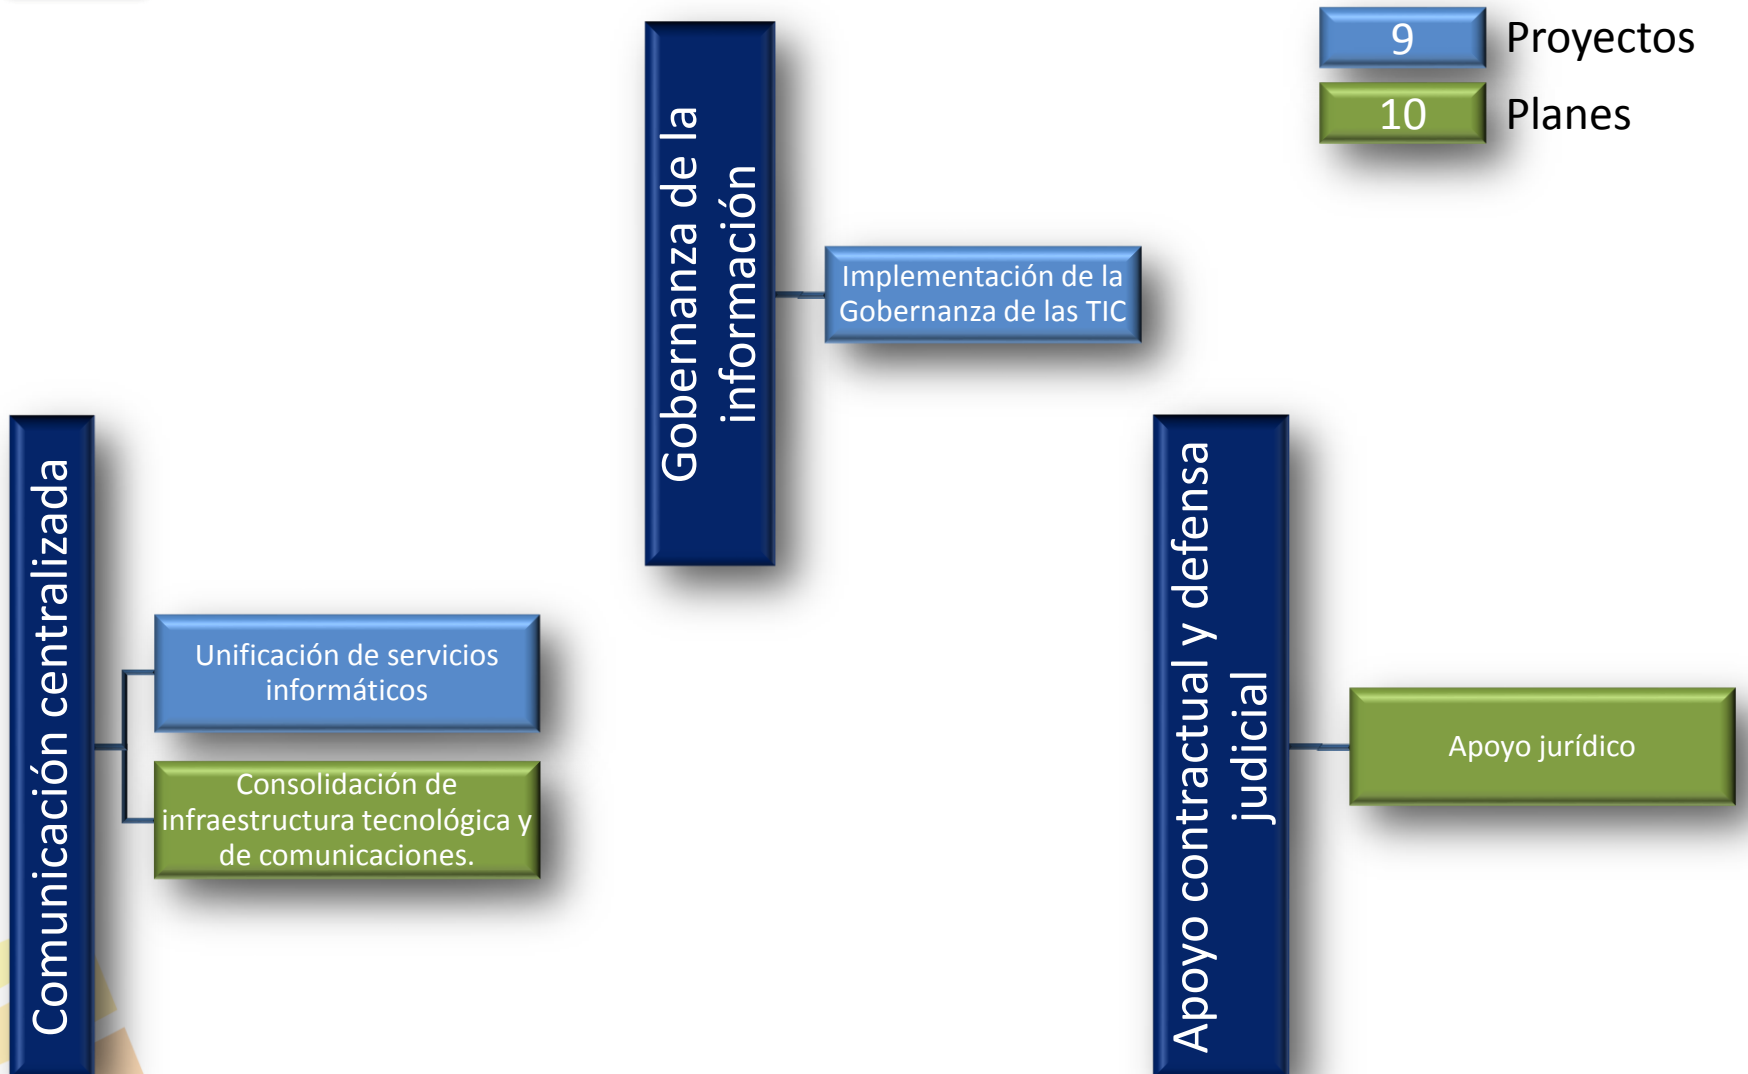 9
Proyectos
10
Planes
Gobernanza de la
información
Implementación de la
Gobernanza de las TIC
Comunicación centralizada
Unificación de servicios
informáticos
Consolidación de
infraestructura tecnológica y
de comunicaciones.
Apoyo contractual y defensa
judicial
Apoyo jurídico